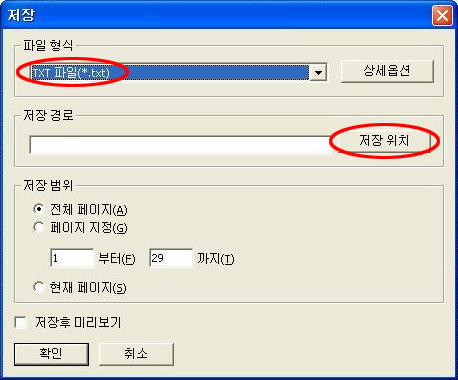 저장
파일 형식
TXT 파일(*.txt)
상세옵션
저장 경로
저장 위치
저장 범위
전체 페이지(A)
페이지 지정(G)
1 부터(F) 29 까지(T)
현재 페이지(S)
저장후 미리보기
확인 취소